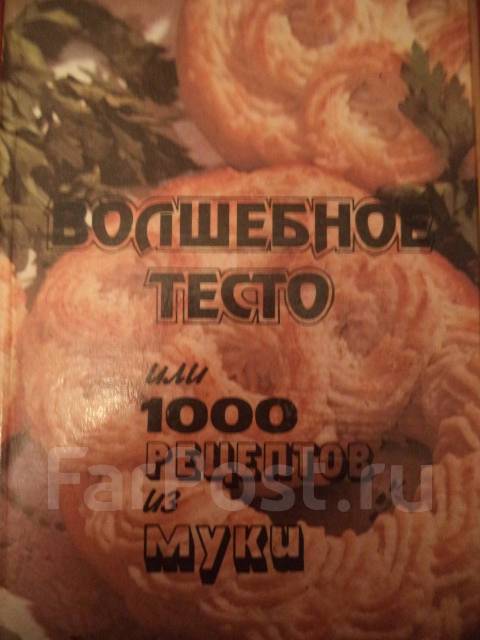 ВОЛШЕБНОЕ
ТЕСТО
или
1000
РЕЦЕПТОВ
FarPost.ru
из
МУКИ